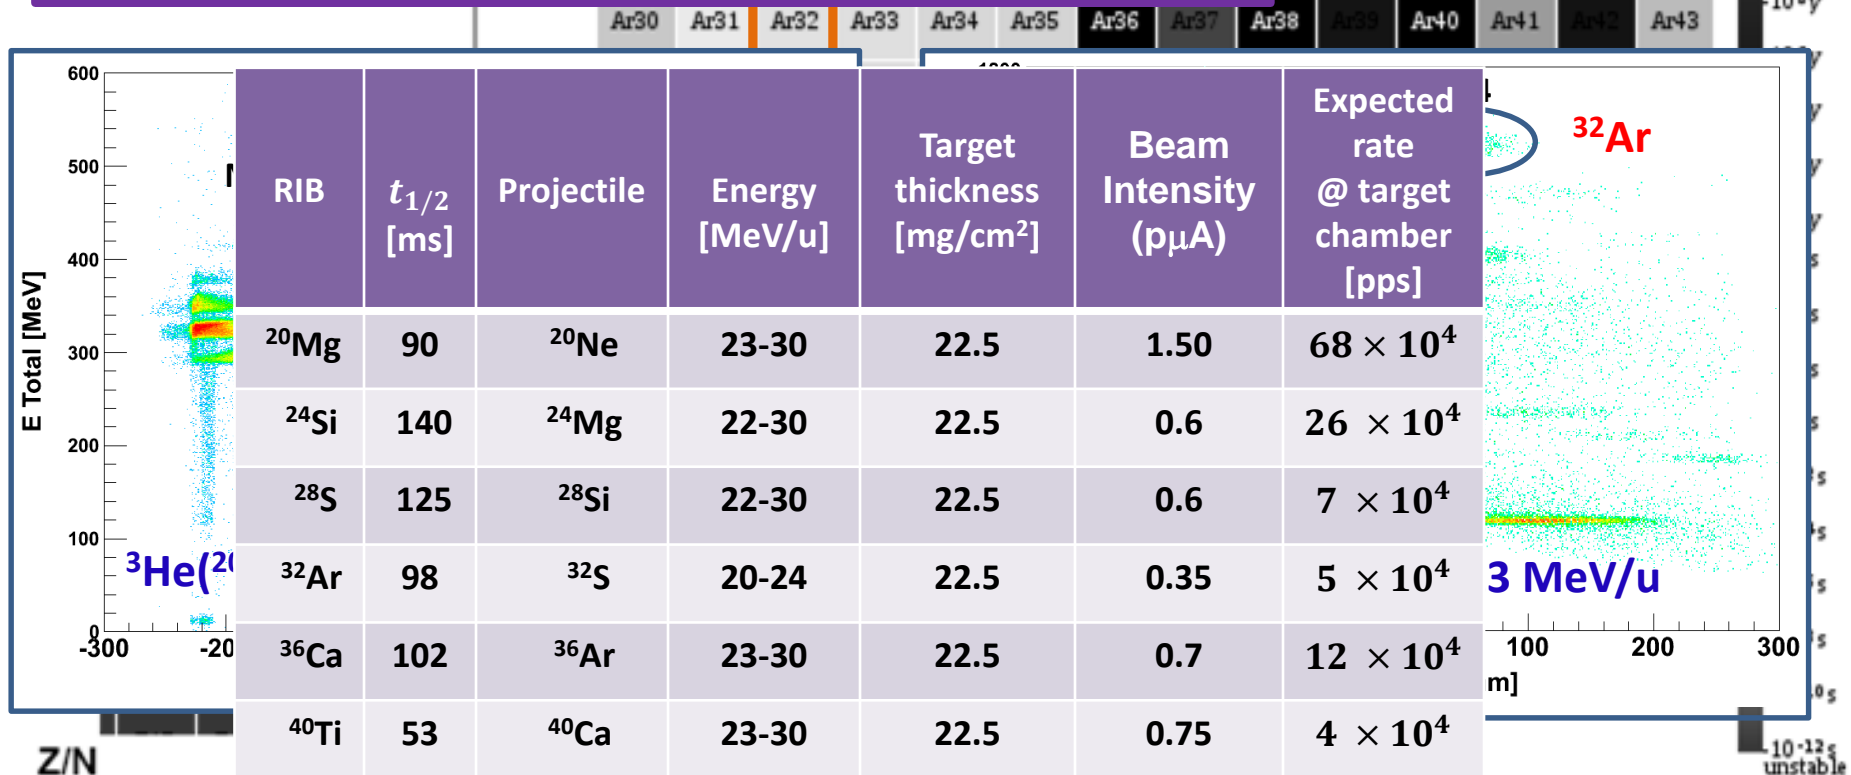 Ar30 Ar31 Ar32 Ar33 Ar34 Ar35 Ar36 Ar37 Ar38 Ar39 Ar40 Ar41 Ar42 Ar43
600
500
400
300
200
100
0
E Total [MeV]
-300
³He(²⁰
RIB t₁/₂ [ms] Projectile Energy [MeV/u] Target thickness [mg/cm²] Beam Intensity (pμA) Expected rate @ target chamber [pps]
²⁰Mg 90 ²⁰Ne 23-30 22.5 1.50 68 × 10⁴
²⁴Si 140 ²⁴Mg 22-30 22.5 0.6 26 × 10⁴
²⁸S 125 ²⁸Si 22-30 22.5 0.6 7 × 10⁴
³²Ar 98 ³²S 20-24 22.5 0.35 5 × 10⁴
³⁶Ca 102 ³⁶Ar 23-30 22.5 0.7 12 × 10⁴
⁴⁰Ti 53 ⁴⁰Ca 23-30 22.5 0.75 4 × 10⁴
³²Ar
3 MeV/u
100 200 300
m]
Z/N
10⁻¹²s
unstable